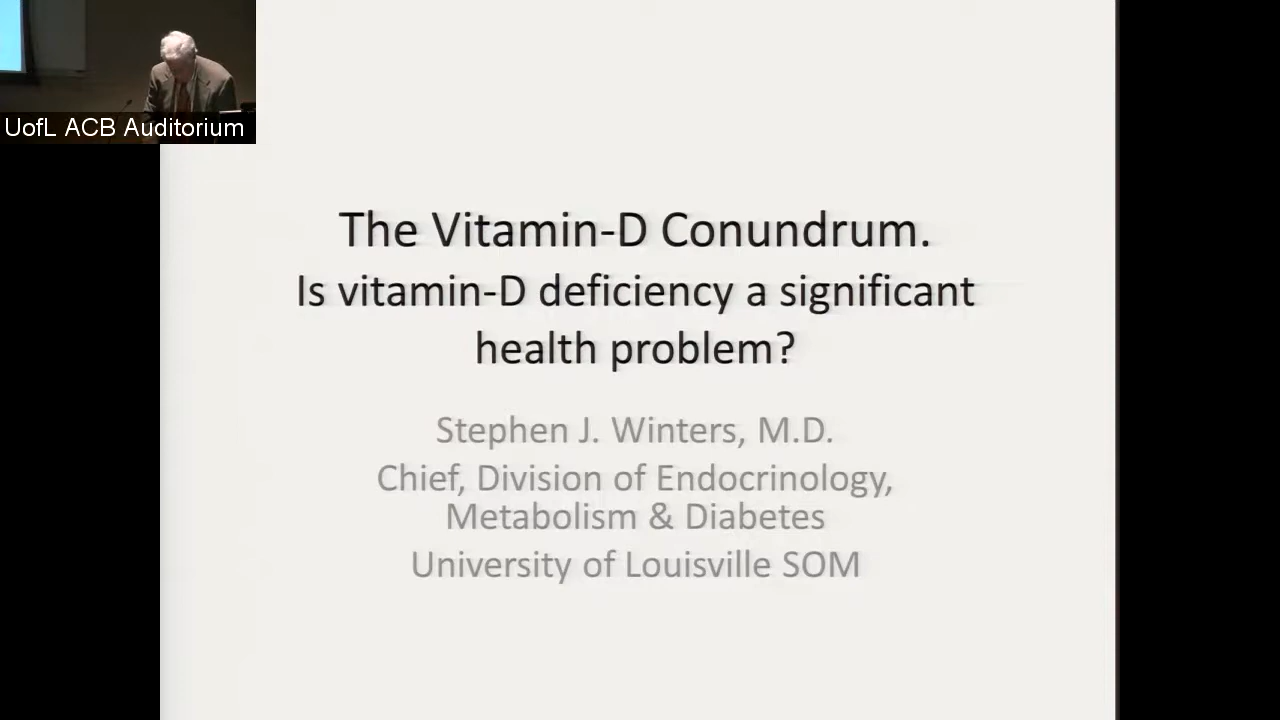 UofL ACB Auditorium
The Vitamin-D Conundrum.
Is vitamin-D deficiency a significant
health problem?
Stephen J. Winters, M.D.
Chief, Division of Endocrinology,
Metabolism & Diabetes
University of Louisville SOM